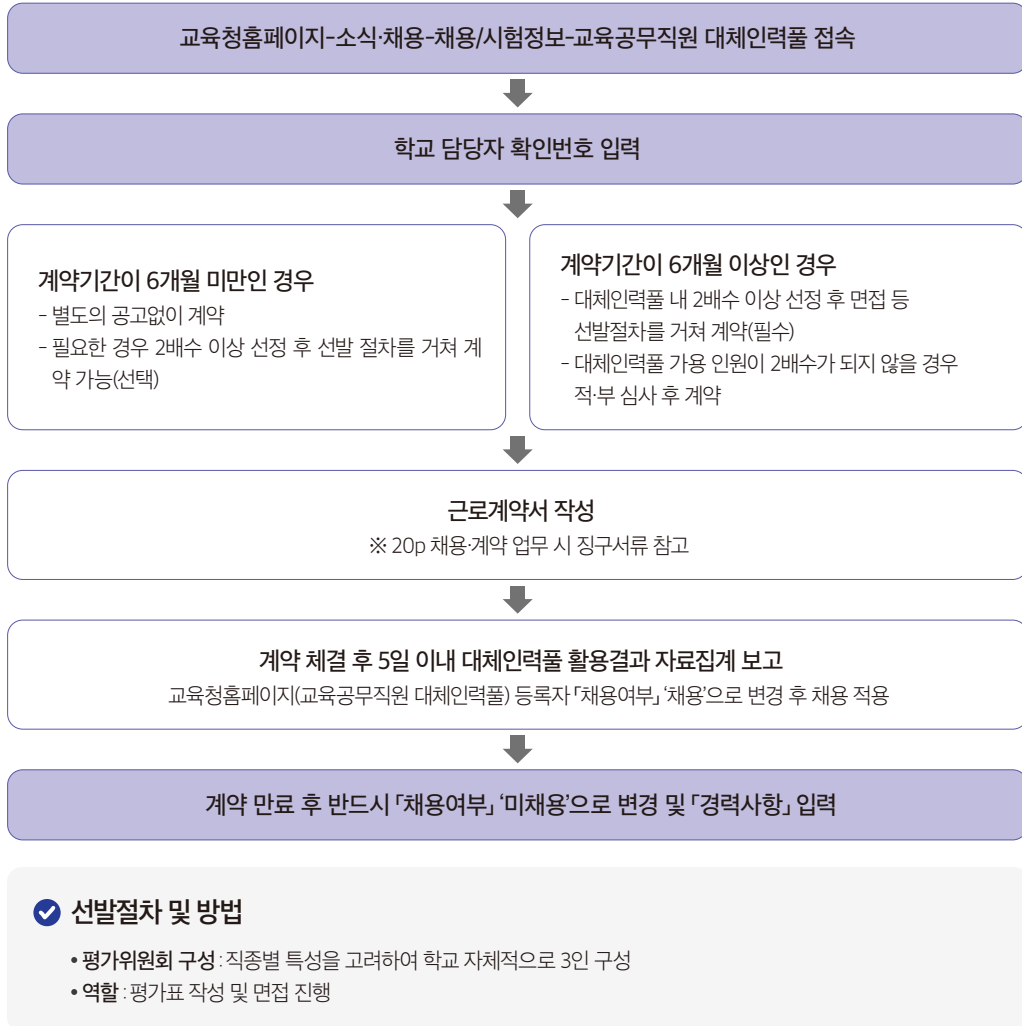 교육청홈페이지-소식·채용-채용/시험정보-교육공무직원 대체인력풀 접속
학교 담당자 확인번호 입력
계약기간이 6개월 미만인 경우
- 별도의 공고없이 계약
- 필요한 경우 2배수 이상 선정 후 선발 절차를 거쳐 계
약 가능(선택)
계약기간이 6개월 이상인 경우
- 대체인력풀 내 2배수 이상 선정 후 면접 등
선발절차를 거쳐 계약(필수)
- 대체인력풀 가용 인원이 2배수가 되지 않을 경우
적·부 심사 후 계약
근로계약서 작성
※ 20p 채용·계약 업무 시 징구서류 참고
계약 체결 후 5일 이내 대체인력풀 활용결과 자료집계 보고
교육청홈페이지(교육공무직원 대체인력풀) 등록자 「채용여부」 ‘채용’으로 변경 후 채용 적용
계약 만료 후 반드시 「채용여부」 ‘미채용’으로 변경 및 「경력사항」 입력
선발절차 및 방법
• 평가위원회 구성 : 직종별 특성을 고려하여 학교 자체적으로 3인 구성
• 역할 : 평가표 작성 및 면접 진행